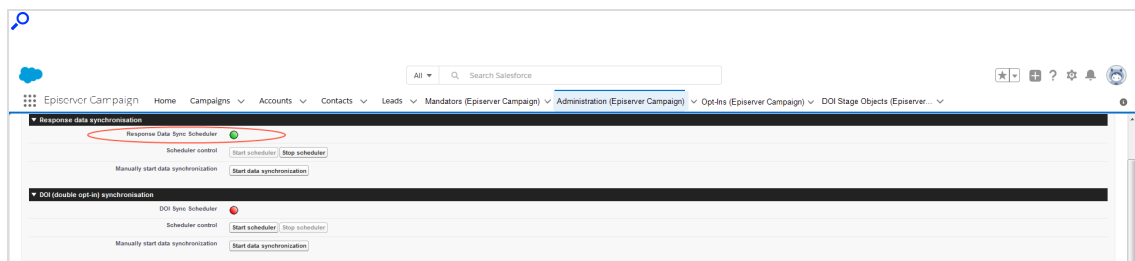 All Search Salesforce
Episerver Campaign Home Campaigns Accounts Contacts Leads Mandators (Episerver Campaign) Administration (Episerver Campaign) Opt-Ins (Episerver Campaign) DOI Stage Objects (Episerver...
Response data synchronisation
Response Data Sync Scheduler
Scheduler control Start scheduler Stop scheduler
Manually start data synchronization Start data synchronization
DOI (double opt-in) synchronisation
DOI Sync Scheduler
Scheduler control Start scheduler Stop scheduler
Manually start data synchronization Start data synchronization